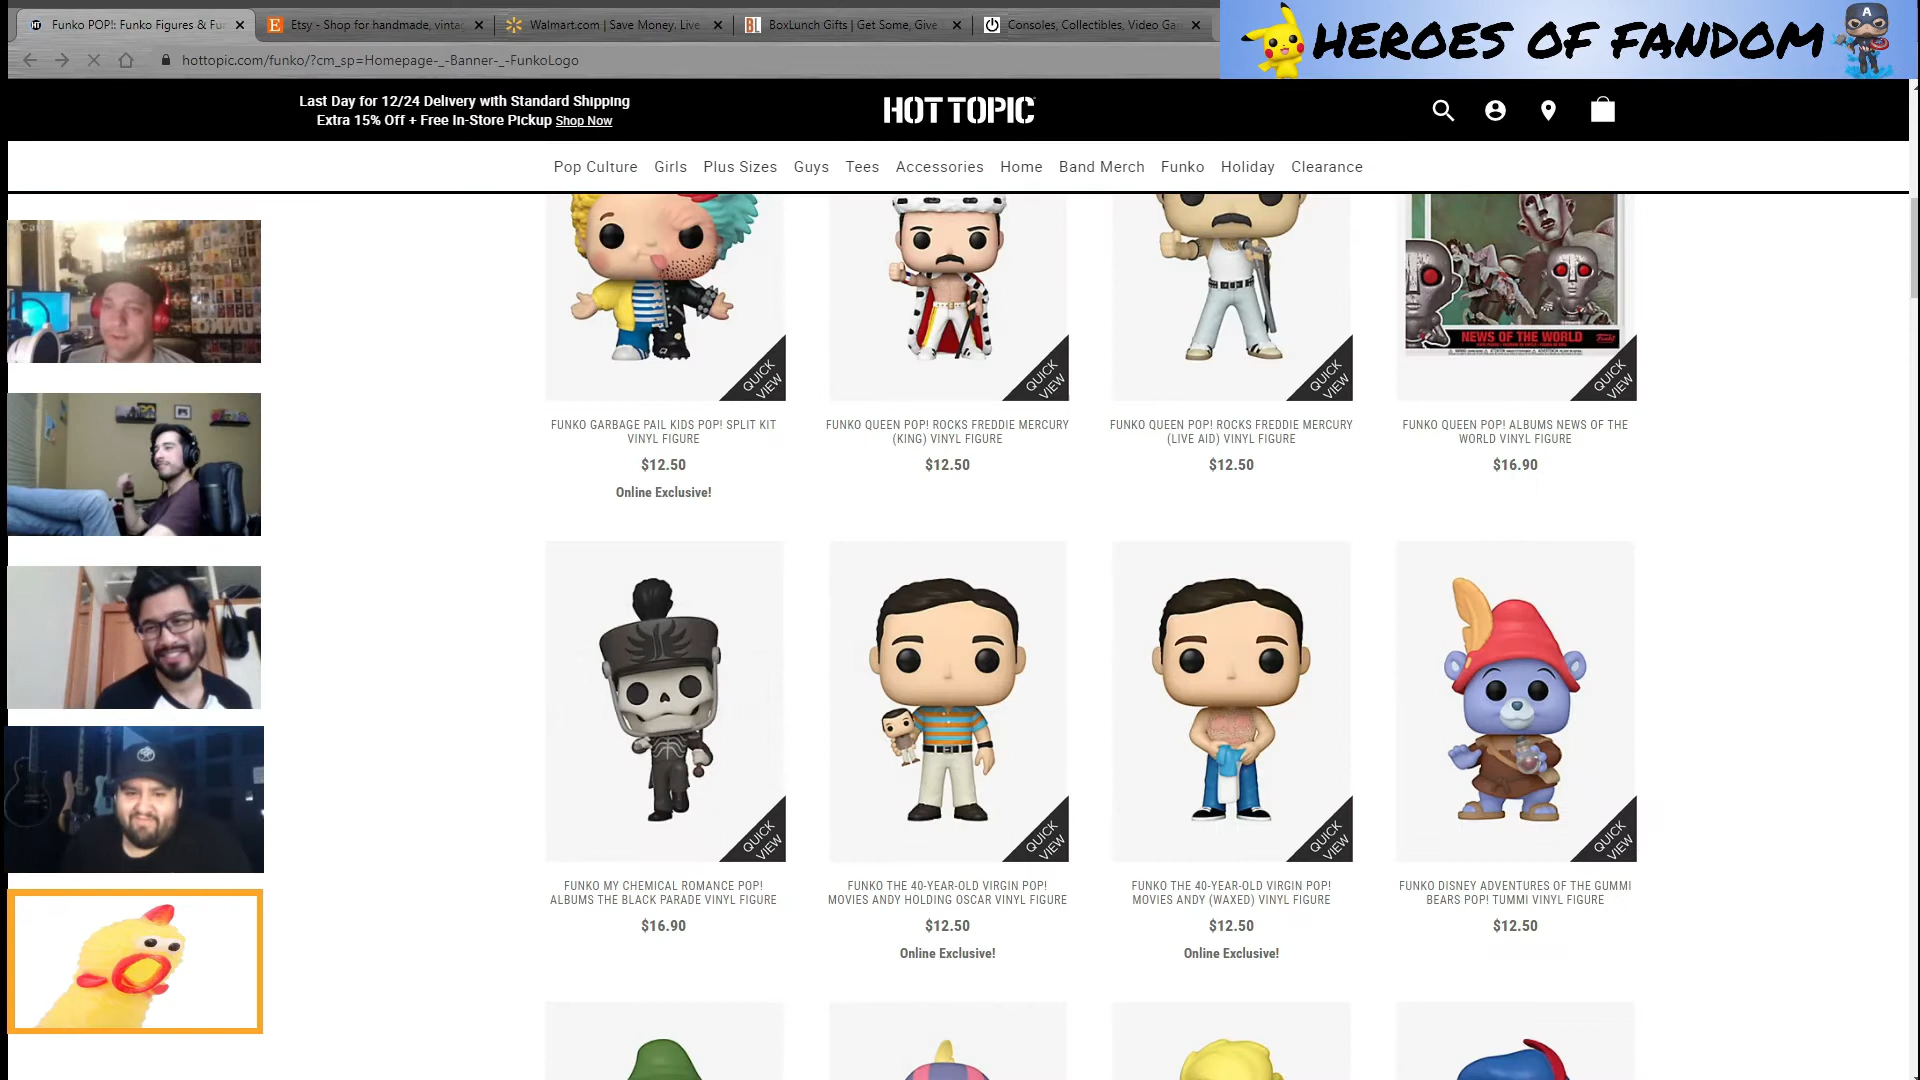 Funko POP!: Funko Figures & Fur
Etsy - Shop for handmade, vintag
Walmart.com | Save Money. Live
BoxLunch Gifts | Get Some, Give
Consoles, Collectibles, Video Ga
HEROES OF FANDOM
hottopic.com/funko/?cm_sp=Homepage-_-Banner-_-FunkoLogo
Last Day for 12/24 Delivery with Standard Shipping
Extra 15% Off + Free In-Store Pickup Shop Now
HOT TOPIC
Pop Culture Girls Plus Sizes Guys Tees Accessories Home Band Merch Funko Holiday Clearance
NEWS OF THE WORLD
QUICK VIEW
QUICK VIEW
QUICK VIEW
QUICK VIEW
FUNKO GARBAGE PAIL KIDS POP! SPLIT KIT
VINYL FIGURE
$12.50
Online Exclusive!
FUNKO QUEEN POP! ROCKS FREDDIE MERCURY
(KING) VINYL FIGURE
$12.50
FUNKO QUEEN POP! ROCKS FREDDIE MERCURY
(LIVE AID) VINYL FIGURE
$12.50
FUNKO QUEEN POP! ALBUMS NEWS OF THE
WORLD VINYL FIGURE
$16.90
QUICK VIEW
QUICK VIEW
QUICK VIEW
QUICK VIEW
FUNKO MY CHEMICAL ROMANCE POP!
ALBUMS THE BLACK PARADE VINYL FIGURE
$16.90
FUNKO THE 40-YEAR-OLD VIRGIN POP!
MOVIES ANDY HOLDING OSCAR VINYL FIGURE
$12.50
Online Exclusive!
FUNKO THE 40-YEAR-OLD VIRGIN POP!
MOVIES ANDY (WAXED) VINYL FIGURE
$12.50
Online Exclusive!
FUNKO DISNEY ADVENTURES OF THE GUMMI
BEARS POP! TUMMI VINYL FIGURE
$12.50